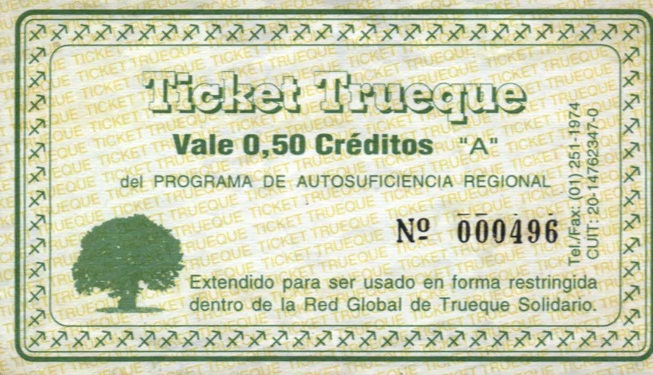 Ticket Trueque
Vale 0,50 Créditos "A"
del PROGRAMA DE AUTOSUFICIENCIA REGIONAL
Nº 000496
Extendido para ser usado en forma restringida
dentro de la Red Global de Trueque Solidario.
Tel./Fax: (01) 251-1974
CUIT: 20-14762347-0